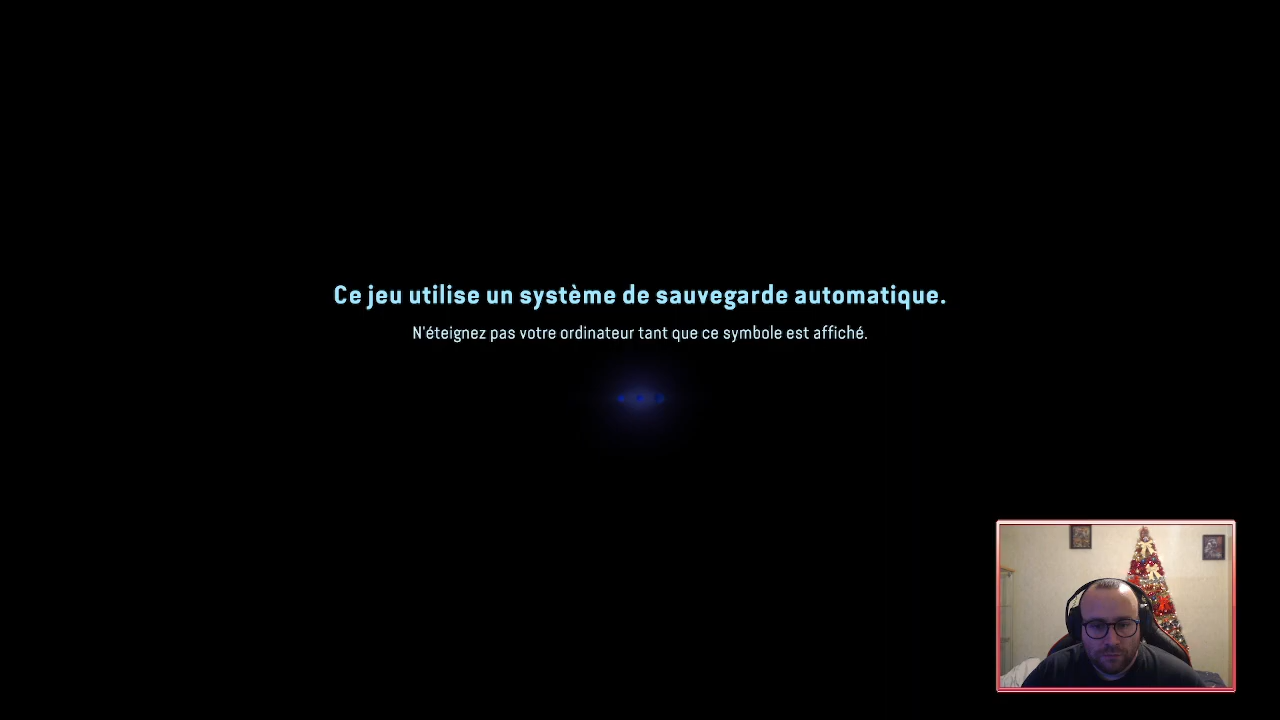 Ce jeu utilise un système de sauvegarde automatique.
N'éteignez pas votre ordinateur tant que ce symbole est affiché.